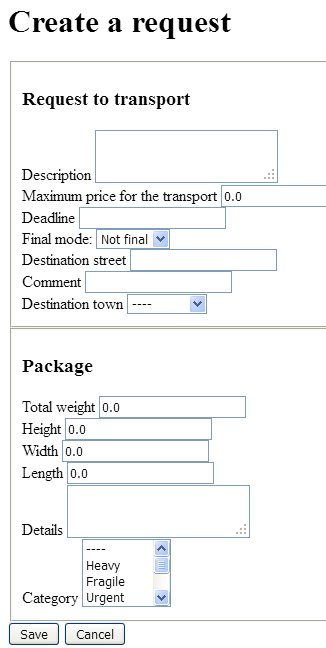 Create a request
Request to transport
Description
Maximum price for the transport 0.0
Deadline
Final mode: Not final
Destination street
Comment
Destination town ----
Package
Total weight 0.0
Height 0.0
Width 0.0
Length 0.0
Details
----
Heavy
Fragile
Category Urgent
Save Cancel